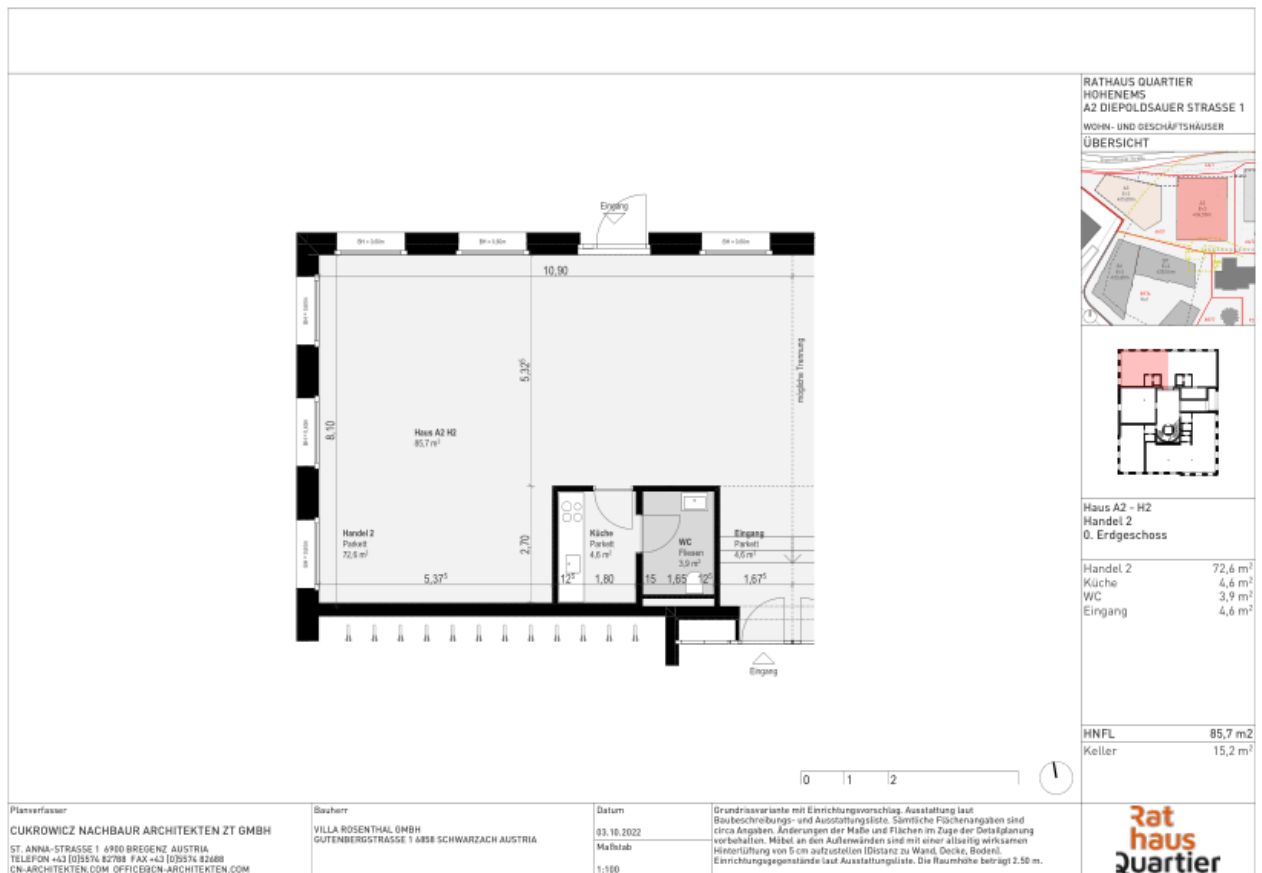 RATHAUS QUARTIER
HOHENEMS
A2 DIEPOLDSAUER STRASSE 1
WOHN- UND GESCHÄFTSHÄUSER
ÜBERSICHT
Eingang
10,90
5,32⁵
8,10
mögliche Trennung
Haus A2 H2
85,7 m²
Handel 2
Parkett
72,6 m²
2,70
Küche
Parkett
4,6 m²
WC
Fliesen
3,9 m²
Eingang
Parkett
4,6 m²
5,37⁵
12⁵
1,80
15
1,65
12⁵
1,67⁵
Eingang
Haus A2 - H2
Handel 2
0. Erdgeschoss
Handel 2 72,6 m²
Küche 4,6 m²
WC 3,9 m²
Eingang 4,6 m²
HNFL 85,7 m2
Keller 15,2 m²
0 1 2
Planverfasser
CUKROWICZ NACHBAUR ARCHITEKTEN ZT GMBH
ST. ANNA-STRASSE 1 6900 BREGENZ AUSTRIA
TELEFON +43 (0)5574 82788 FAX +43 (0)5574 82688
CN-ARCHITEKTEN.COM OFFICE@CN-ARCHITEKTEN.COM
Bauherr
VILLA ROSENTHAL GMBH
GUTENBERGSTRASSE 1 6858 SCHWARZACH AUSTRIA
Datum
03.10.2022
Maßstab
1:100
Grundrissvariante mit Einrichtungsvorschlag. Ausstattung laut
Baubeschreibungs- und Ausstattungsliste. Sämtliche Flächenangaben sind
circa Angaben. Änderungen der Maße und Flächen im Zuge der Detailplanung
vorbehalten. Möbel an den Außenwänden sind mit einer allseitig wirksamen
Hinterlüftung von 5 cm aufzustellen (Distanz zu Wand, Decke, Boden).
Einrichtungsgegenstände laut Ausstattungsliste. Die Raumhöhe beträgt 2.50 m.
Rat
haus
Quartier